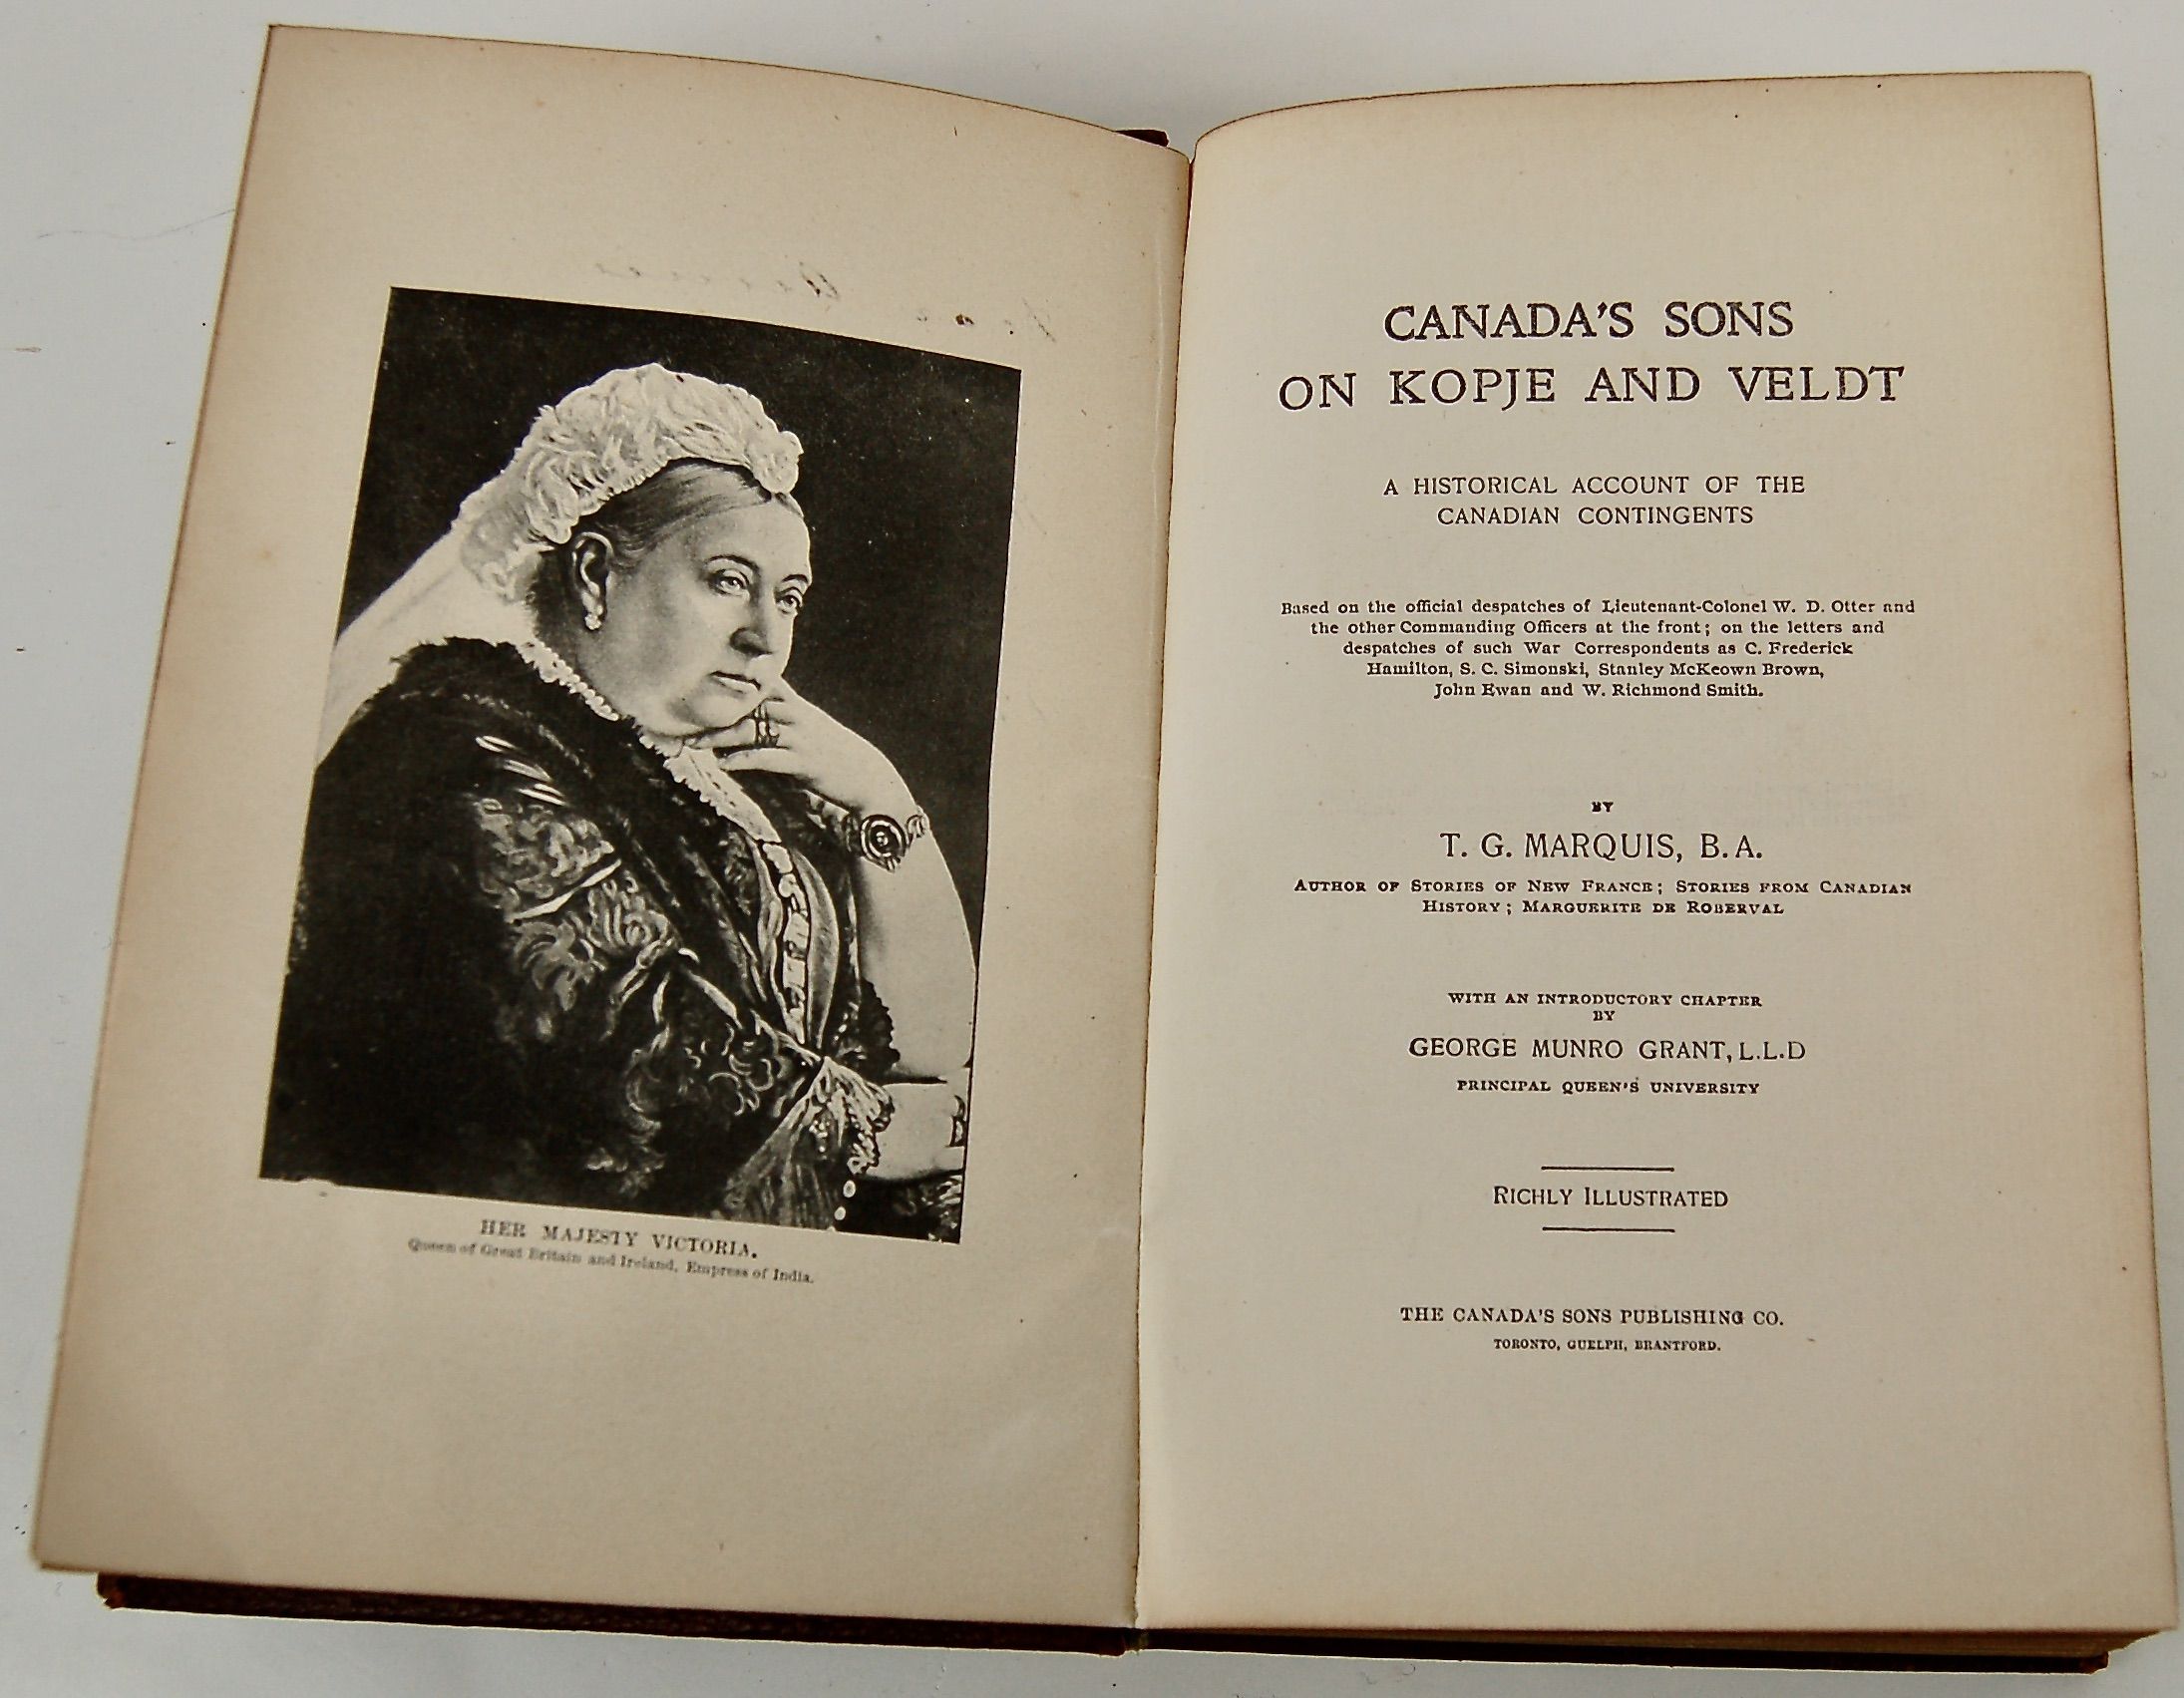 HER MAJESTY VICTORIA.
Queen of Great Britain and Ireland, Empress of India.
CANADA'S SONS
ON KOPJE AND VELDT
A HISTORICAL ACCOUNT OF THE
CANADIAN CONTINGENTS
Based on the official despatches of Lieutenant-Colonel W. D. Otter and
the other Commanding Officers at the front; on the letters and
despatches of such War Correspondents as C. Frederick
Hamilton, S. C. Simonski, Stanley McKeown Brown,
John Ewan and W. Richmond Smith.
BY
T. G. MARQUIS, B.A.
AUTHOR OF STORIES OF NEW FRANCE; STORIES FROM CANADIAN
HISTORY; MARGUERITE DE ROBERVAL
WITH AN INTRODUCTORY CHAPTER
BY
GEORGE MUNRO GRANT, L.L.D
PRINCIPAL QUEEN'S UNIVERSITY
RICHLY ILLUSTRATED
THE CANADA'S SONS PUBLISHING CO.
TORONTO, GUELPH, BRANTFORD.